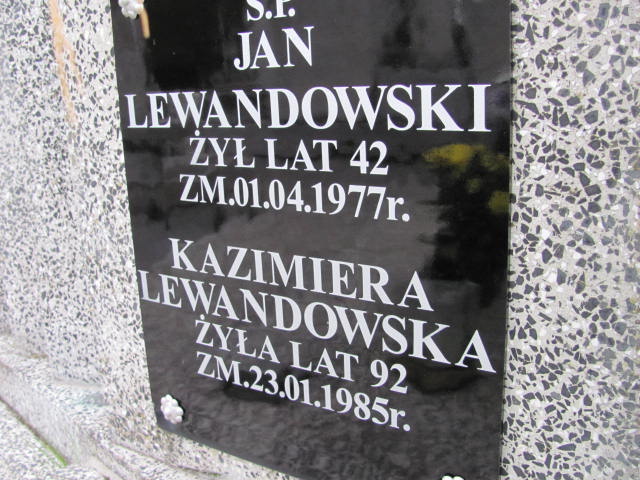 Ś.P.
JAN
LEWANDOWSKI
ŻYŁ LAT 42
ZM.01.04.1977r.
KAZIMIERA
LEWANDOWSKA
ŻYŁA LAT 92
ZM.23.01.1985r.